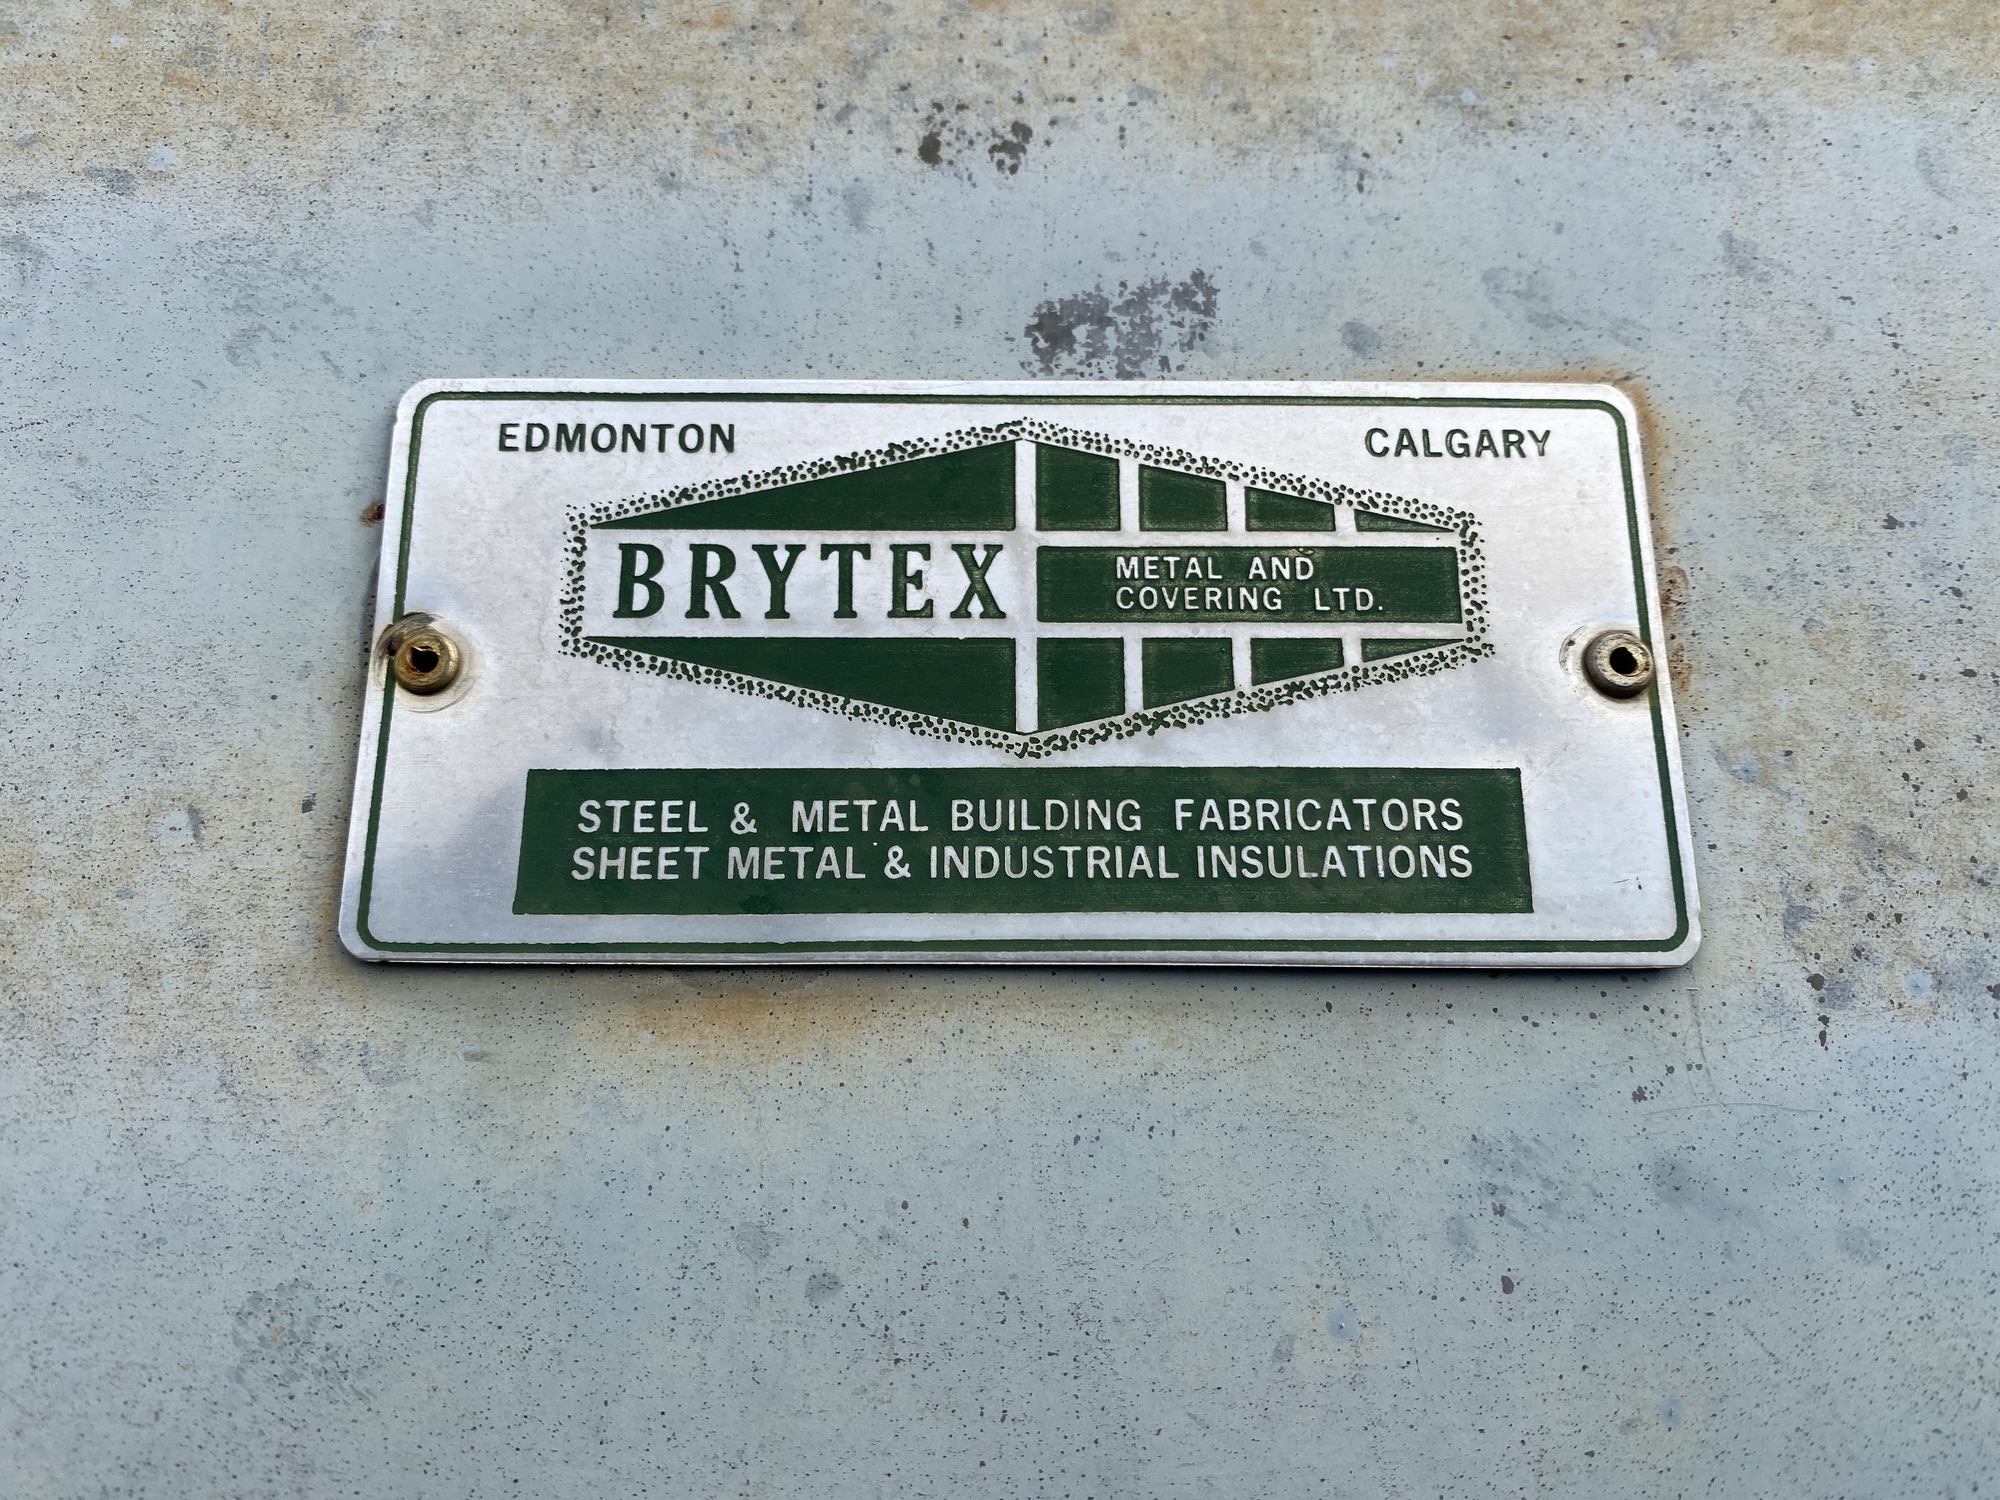 EDMONTON
CALGARY
BRYTEX
METAL AND
COVERING LTD.
STEEL & METAL BUILDING FABRICATORS
SHEET METAL & INDUSTRIAL INSULATIONS